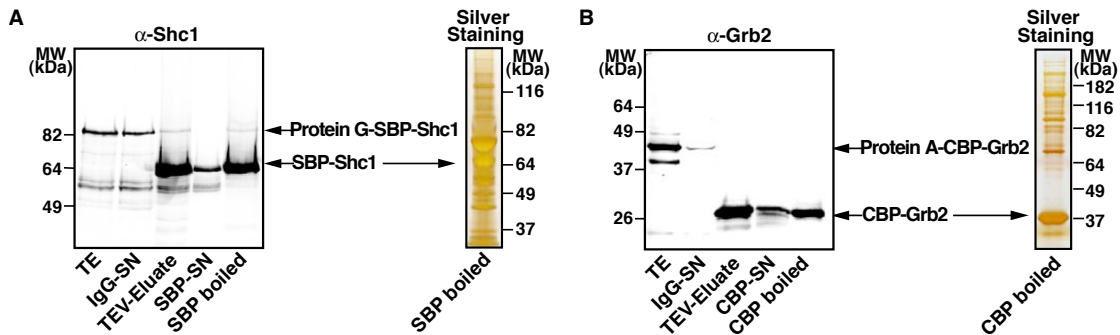 A
α-Shc1
MW
(kDa)
82
64
49
TE
IgG-SN
TEV-Eluate
SBP-SN
SBP boiled
Protein G-SBP-Shc1
SBP-Shc1
Silver
Staining
MW
(kDa)
116
82
64
49
37
SBP boiled
B
α-Grb2
MW
(kDa)
64
49
37
26
TE
IgG-SN
TEV-Eluate
CBP-SN
CBP boiled
Protein A-CBP-Grb2
CBP-Grb2
Silver
Staining
MW
(kDa)
182
116
82
64
49
37
CBP boiled